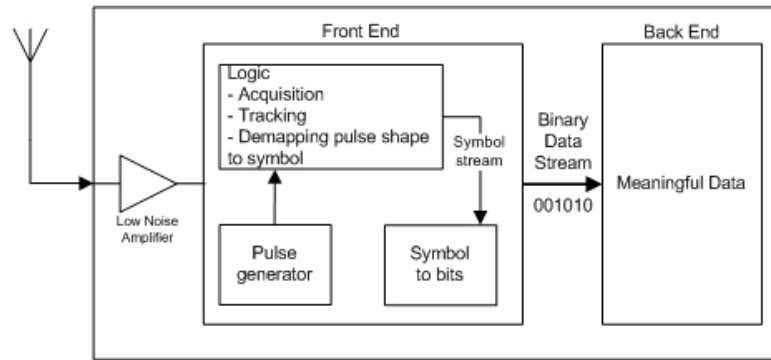 Front End
Back End
Logic
- Acquisition
- Tracking
- Demapping pulse shape
to symbol
Symbol
stream
Binary
Data
Stream
001010
Meaningful Data
Low Noise
Amplifier
Pulse
generator
Symbol
to bits